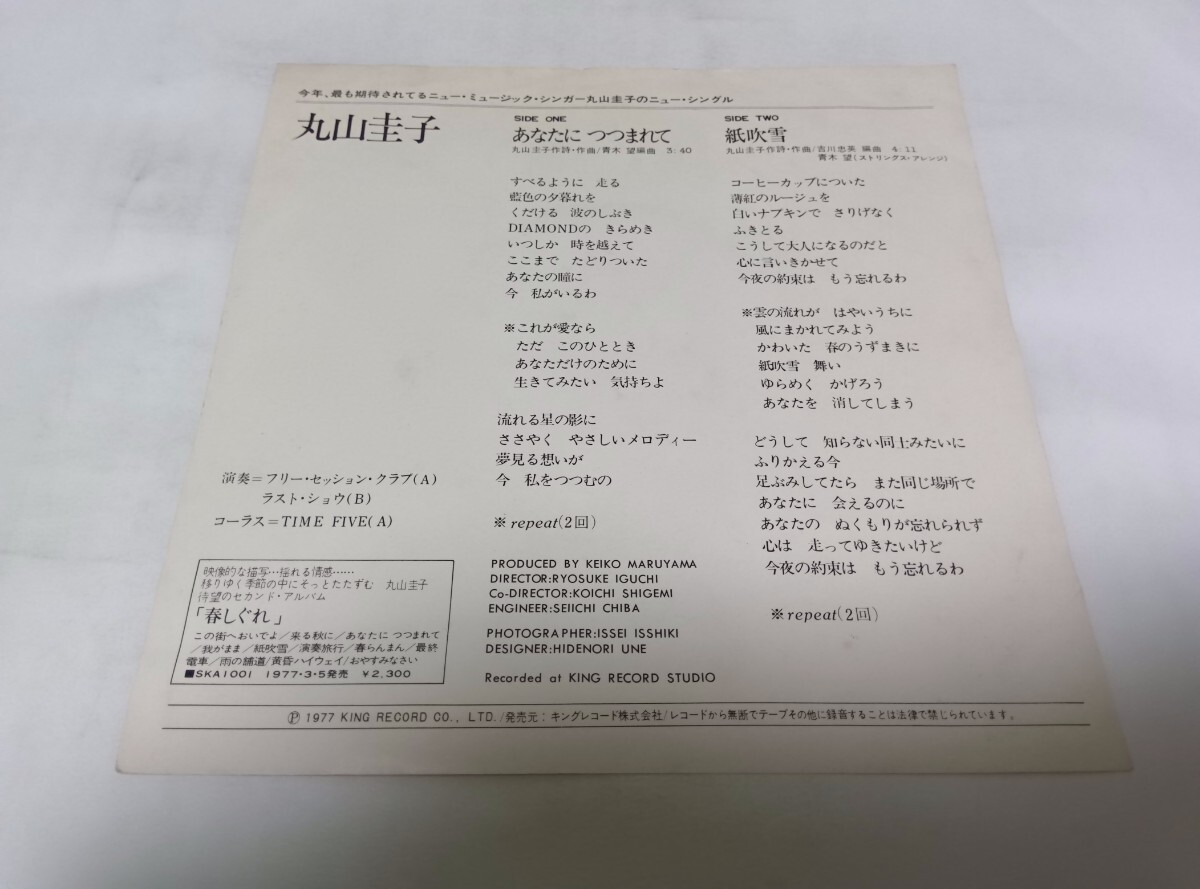 今年、最も期待されてるニュー・ミュージック・シンガー丸山圭子のニュー・シングル
丸山圭子
SIDE ONE
あなたに つつまれて
丸山圭子作詩・作曲/青木 望編曲 3:40
すべるように 走る
藍色の夕暮れを
くだける 波のしぶき
DIAMONDの きらめき
いつしか 時を越えて
ここまで たどりついた
あなたの瞳に
今 私がいるわ
※これが愛なら
ただ このひととき
あなただけのために
生きてみたい 気持ちよ
流れる星の影に
ささやく やさしいメロディー
夢見る想いが
今 私をつつむの
※repeat(2回)
SIDE TWO
紙吹雪
丸山圭子作詩・作曲/吉川忠英 編曲 4:11
青木 望(ストリングス・アレンジ)
コーヒーカップについた
薄紅のルージュを
白いナプキンで さりげなく
ふきとる
こうして大人になるのだと
心に言いきかせて
今夜の約束は もう忘れるわ
※雲の流れが はやいうちに
風にまかれてみよう
かわいた 春のうずまきに
紙吹雪 舞い
ゆらめく かげろう
あなたを 消してしまう
どうして 知らない同士みたいに
ふりかえる今
足ぶみしてたら また同じ場所で
あなたに 会えるのに
あなたの ぬくもりが忘れられず
心は 走ってゆきたいけど
今夜の約束は もう忘れるわ
※repeat(2回)
演奏=フリー・セッション・クラブ(A)
ラスト・ショウ(B)
コーラス=TIME FIVE(A)
映像的な描写…揺れる情感……
移りゆく季節の中にそっとたたずむ 丸山圭子
待望のセカンド・アルバム
「春しぐれ」
この街へおいでよ/来る秋に/あなたに つつまれて
/我がまま/紙吹雪/演奏旅行/春らんまん/最終
電車/雨の舗道/黄昏ハイウェイ/おやすみなさい
■SKA1001 1977・3・5発売 ¥2,300
PRODUCED BY KEIKO MARUYAMA
DIRECTOR:RYOSUKE IGUCHI
Co-DIRECTOR:KOICHI SHIGEMI
ENGINEER:SEIICHI CHIBA
PHOTOGRAPHER:ISSEI ISSHIKI
DESIGNER:HIDENORI UNE
Recorded at KING RECORD STUDIO
Ⓟ1977 KING RECORD CO., LTD./発売元:キングレコード株式会社/レコードから無断でテープその他に録音することは法律で禁じられています。